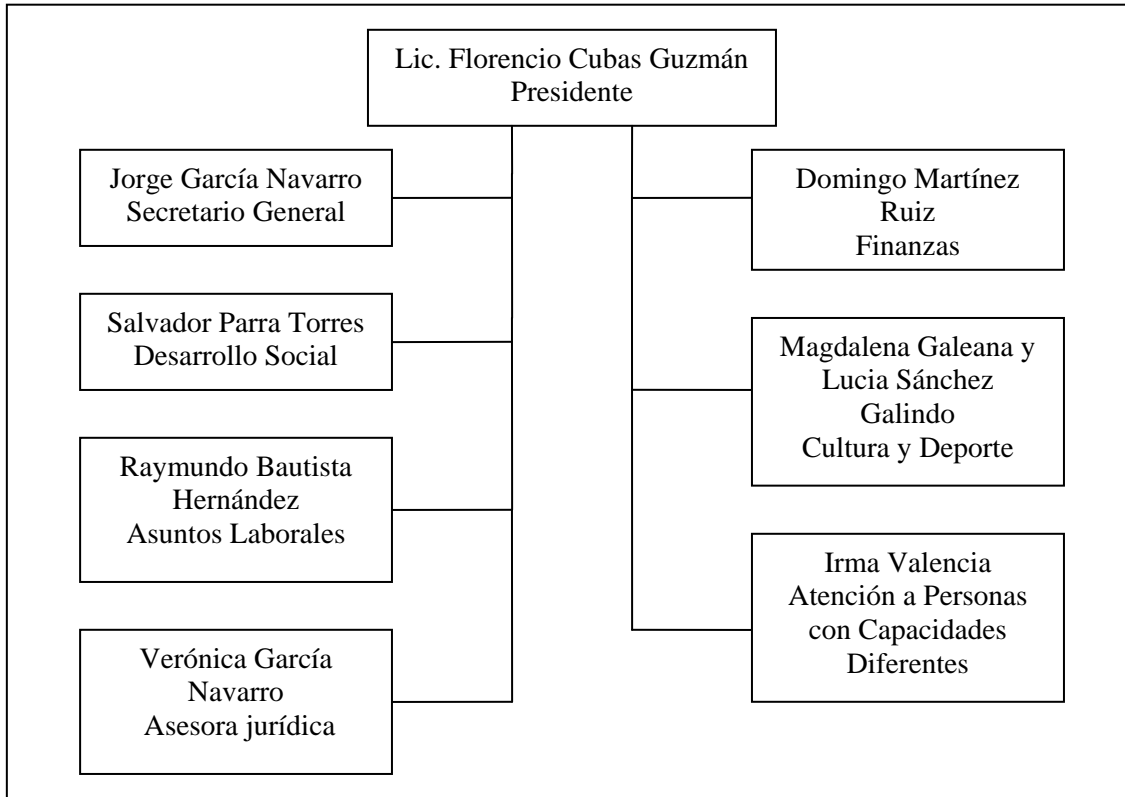 Lic. Florencio Cubas Guzmán
Presidente
Jorge García Navarro
Secretario General
Salvador Parra Torres
Desarrollo Social
Raymundo Bautista
Hernández
Asuntos Laborales
Verónica García
Navarro
Asesora jurídica
Domingo Martínez
Ruiz
Finanzas
Magdalena Galeana y
Lucia Sánchez
Galindo
Cultura y Deporte
Irma Valencia
Atención a Personas
con Capacidades
Diferentes